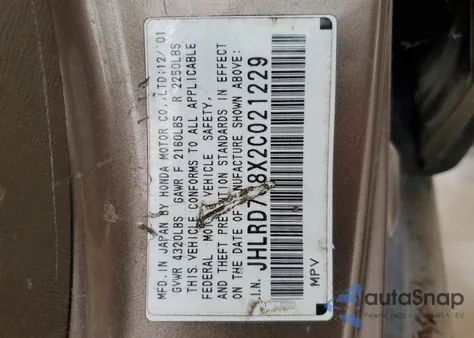 MFD.IN JAPAN BY HONDA MOTOR CO.,LTD:12/'01
GVWR 4320LBS GAWR F 2160LBS R 2250LBS
THIS VEHICLE CONFORMS TO ALL APPLICABLE
FEDERAL MOTOR VEHICLE SAFETY,
AND THEFT PREVENTION STANDARDS IN EFFECT
ON THE DATE OF MANUFACTURE SHOWN ABOVE:
V.I.N. 8X2C021229
MPV
autaSnap